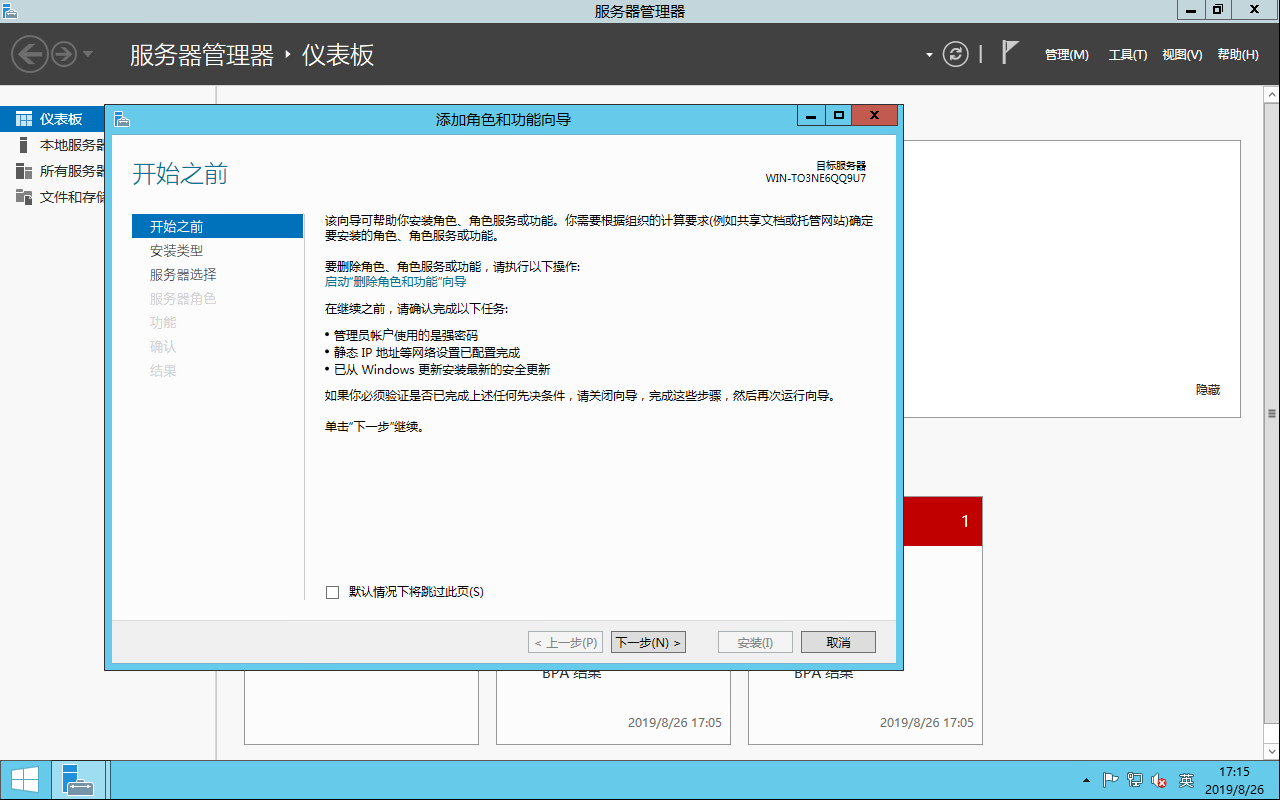 服务器管理器
服务器管理器 · 仪表板
管理(M) 工具(T) 视图(V) 帮助(H)
仪表板
本地服务器
所有服务器
文件和存储
添加角色和功能向导
开始之前
目标服务器
WIN-TO3NE6QQ9U7
开始之前
安装类型
服务器选择
服务器角色
功能
确认
结果
该向导可帮助你安装角色、角色服务或功能。你需要根据组织的计算要求(例如共享文档或托管网站)确定
要安装的角色、角色服务或功能。
要删除角色、角色服务或功能，请执行以下操作:
启动"删除角色和功能"向导
在继续之前，请确认完成以下任务:
• 管理员帐户使用的是强密码
• 静态 IP 地址等网络设置已配置完成
• 已从 Windows 更新安装最新的安全更新
如果你必须验证是否已完成上述任何先决条件，请关闭向导，完成这些步骤，然后再次运行向导。
单击"下一步"继续。
默认情况下将跳过此页(S)
< 上一步(P) 下一步(N) > 安装(I) 取消
隐藏
1
BPA 结果
2019/8/26 17:05
BPA 结果
2019/8/26 17:05
英
17:15
2019/8/26